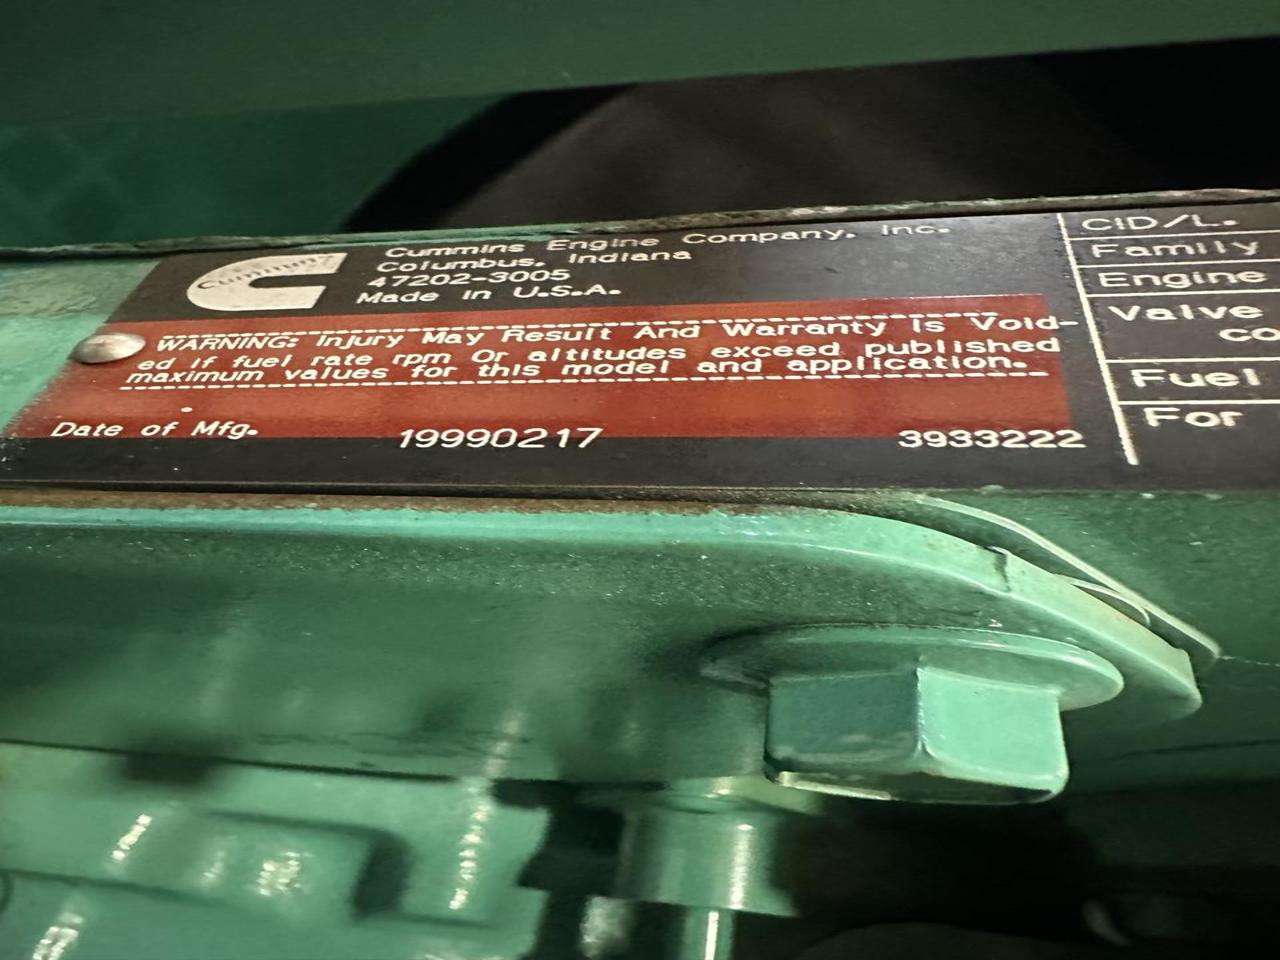 Cummins
Cummins Engine Company, Inc.
Columbus, Indiana
47202-3005
Made in U.S.A.
WARNING: Injury May Result And Warranty Is Void-
ed if fuel rate rpm Or altitudes exceed published
maximum values for this model and application.
Date of Mfg. 19990217 3933222
CID/L.
Family
Engine
Valve
co
Fuel
For